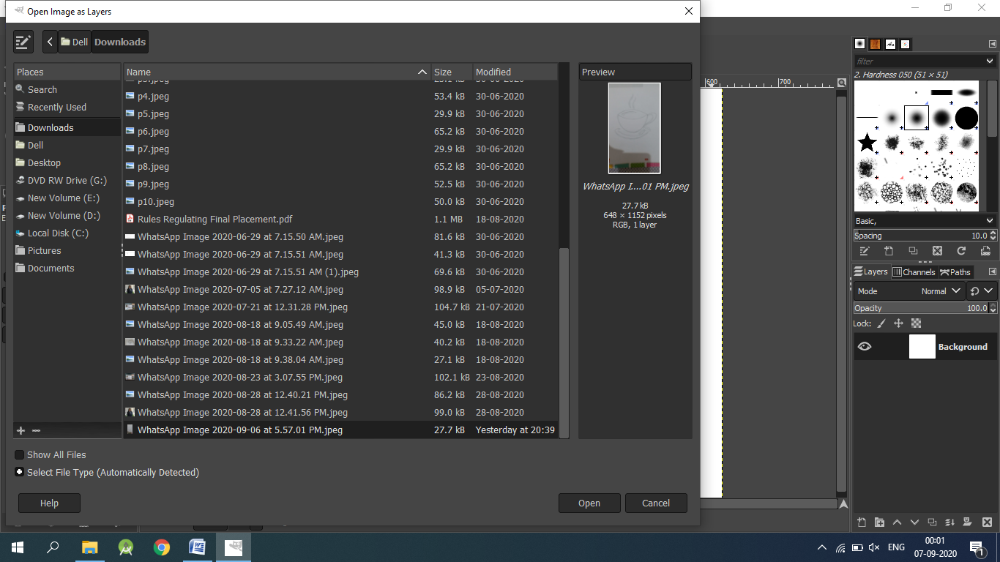 Open Image as Layers
Dell
Downloads
Places
Search
Recently Used
Downloads
Dell
Desktop
DVD RW Drive (G:)
New Volume (E:)
New Volume (D:)
Local Disk (C:)
Pictures
Documents
Name Size Modified
p4.jpeg 53.4 kB 30-06-2020
p5.jpeg 29.9 kB 30-06-2020
p6.jpeg 65.2 kB 30-06-2020
p7.jpeg 29.9 kB 30-06-2020
p8.jpeg 65.2 kB 30-06-2020
p9.jpeg 52.5 kB 30-06-2020
p10.jpeg 50.0 kB 30-06-2020
Rules Regulating Final Placement.pdf 1.1 MB 18-08-2020
WhatsApp Image 2020-06-29 at 7.15.50 AM.jpeg 81.6 kB 30-06-2020
WhatsApp Image 2020-06-29 at 7.15.51 AM.jpeg 41.3 kB 30-06-2020
WhatsApp Image 2020-06-29 at 7.15.51 AM (1).jpeg 69.6 kB 30-06-2020
WhatsApp Image 2020-07-05 at 7.27.12 AM.jpeg 98.9 kB 05-07-2020
WhatsApp Image 2020-07-21 at 12.31.28 PM.jpeg 104.7 kB 21-07-2020
WhatsApp Image 2020-08-18 at 9.05.49 AM.jpeg 45.0 kB 18-08-2020
WhatsApp Image 2020-08-18 at 9.33.22 AM.jpeg 40.2 kB 18-08-2020
WhatsApp Image 2020-08-18 at 9.38.04 AM.jpeg 27.1 kB 18-08-2020
WhatsApp Image 2020-08-23 at 3.07.55 PM.jpeg 102.1 kB 23-08-2020
WhatsApp Image 2020-08-28 at 12.40.21 PM.jpeg 86.2 kB 28-08-2020
WhatsApp Image 2020-08-28 at 12.41.56 PM.jpeg 99.0 kB 28-08-2020
WhatsApp Image 2020-09-06 at 5.57.01 PM.jpeg 27.7 kB Yesterday at 20:39
Preview
WhatsApp I...01 PM.jpeg
27.7 kB
648 × 1152 pixels
RGB, 1 layer
Show All Files
Select File Type (Automatically Detected)
Help
Open
Cancel
600 700
Aa
filter
2. Hardness 050 (51 × 51)
Basic,
Spacing 10.0
Layers Channels Paths
Mode Normal
Opacity 100.0
Lock:
Background
ENG
00:01
07-09-2020
1